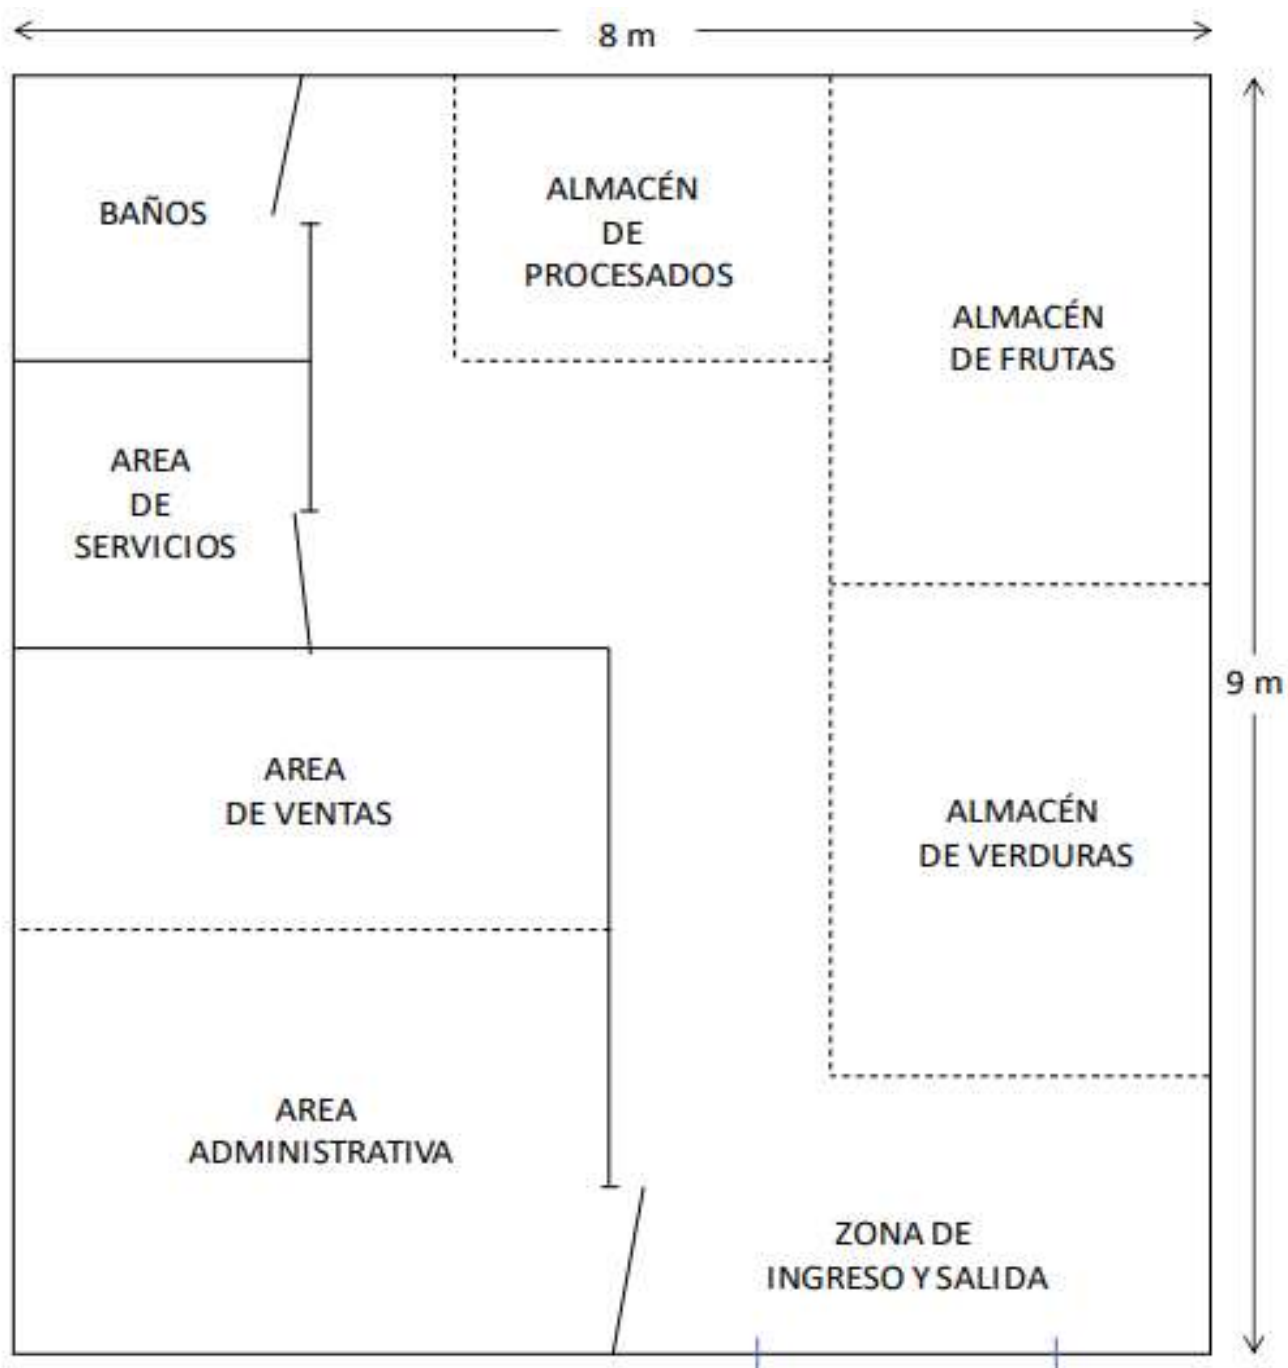 8 m
BAÑOS
ALMACÉN
DE
PROCESADOS
ALMACÉN
DE FRUTAS
AREA
DE
SERVICIOS
9 m
AREA
DE VENTAS
ALMACÉN
DE VERDURAS
AREA
ADMINISTRATIVA
ZONA DE
INGRESO Y SALIDA